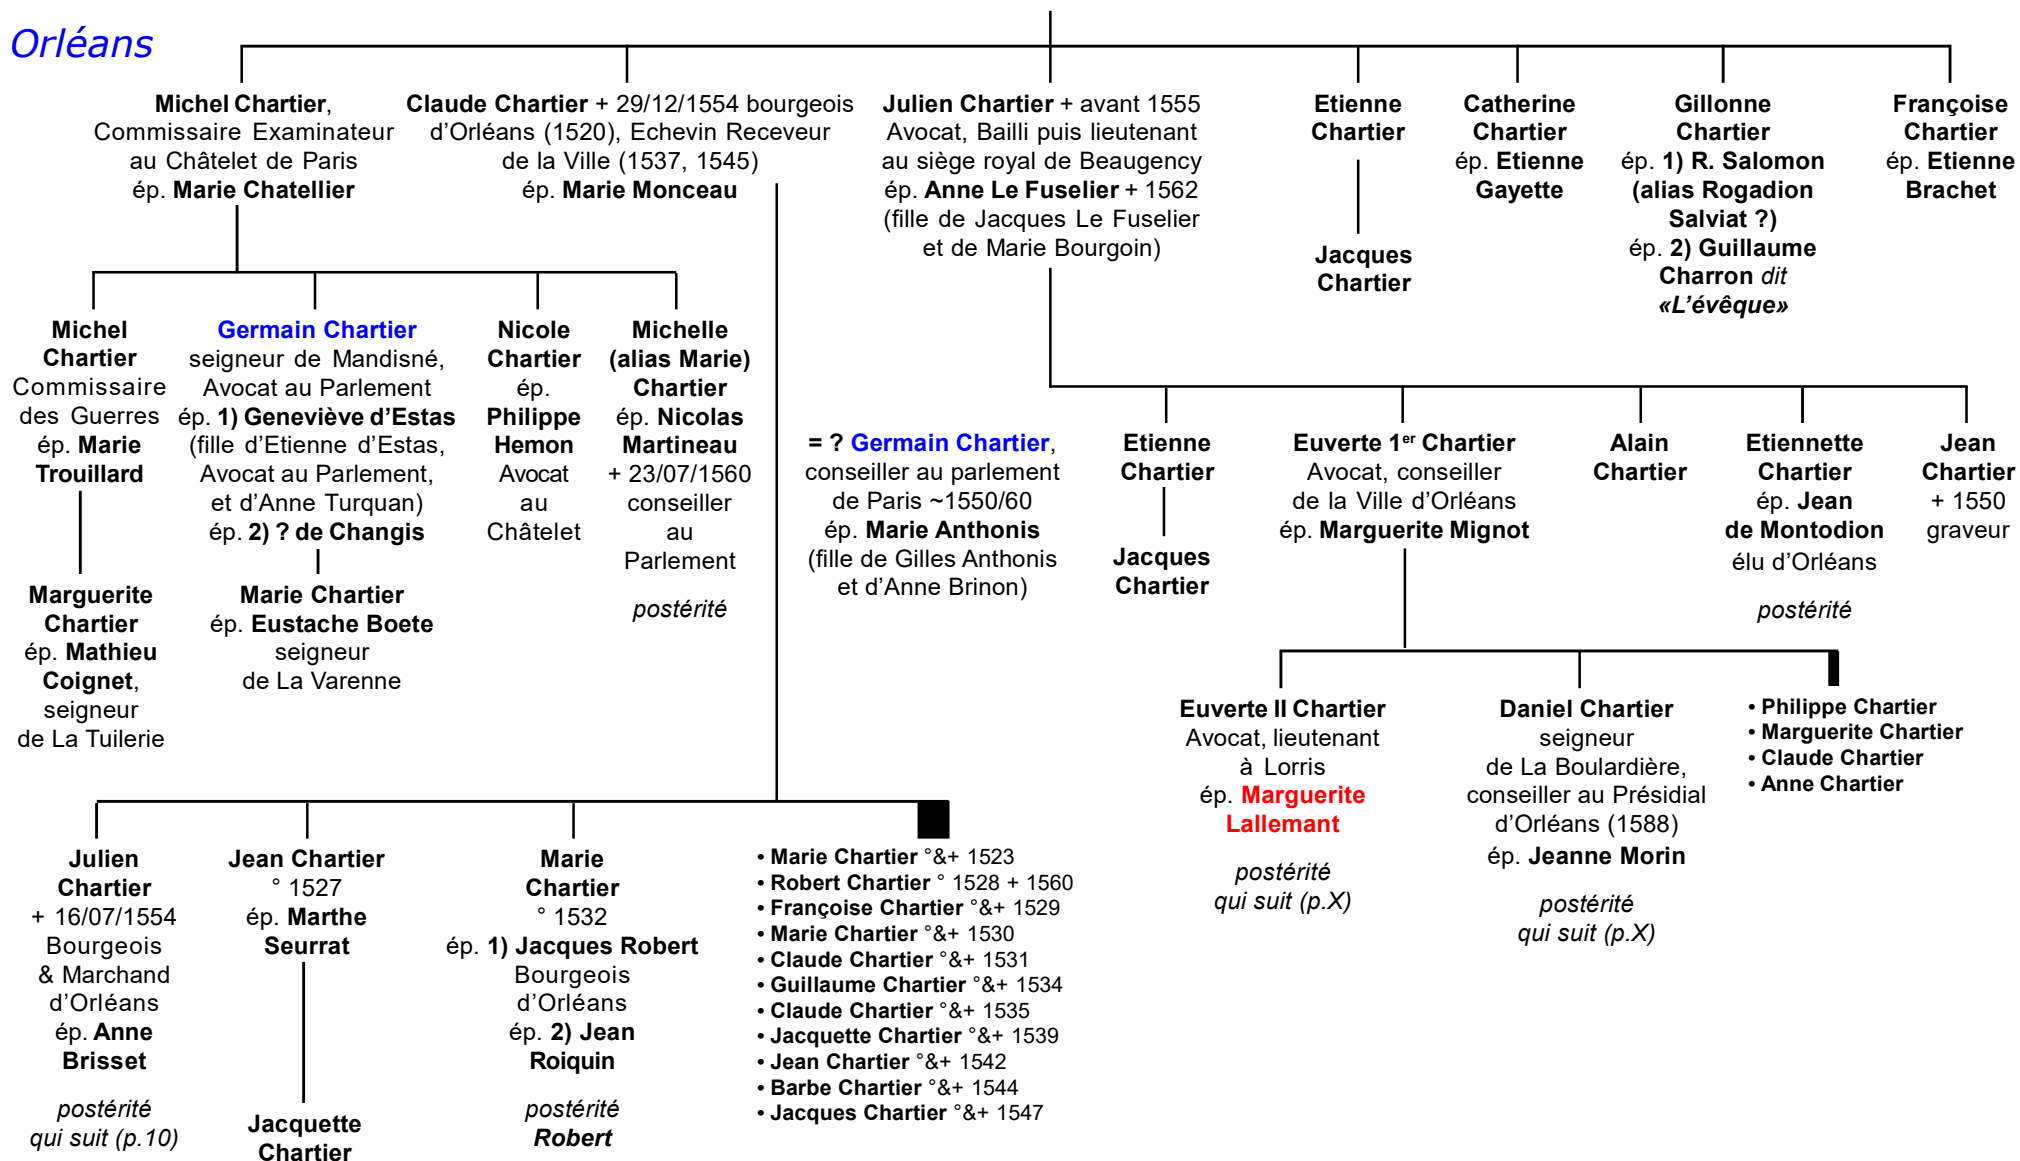 Orléans
Michel Chartier,
Commissaire Examinateur
au Châtelet de Paris
ép. Marie Chatellier
Claude Chartier + 29/12/1554 bourgeois
d’Orléans (1520), Echevin Receveur
de la Ville (1537, 1545)
ép. Marie Monceau
Julien Chartier + avant 1555
Avocat, Bailli puis lieutenant
au siège royal de Beaugency
ép. Anne Le Fuselier + 1562
(fille de Jacques Le Fuselier
et de Marie Bourgoin)
Etienne
Chartier
Jacques
Chartier
Catherine
Chartier
ép. Etienne
Gayette
Gillonne
Chartier
ép. 1) R. Salomon
(alias Rogadion
Salviat ?)
ép. 2) Guillaume
Charron dit
«L’évêque»
Françoise
Chartier
ép. Etienne
Brachet
Michel
Chartier
Commissaire
des Guerres
ép. Marie
Trouillard
Marguerite
Chartier
ép. Mathieu
Coignet,
seigneur
de La Tuilerie
Germain Chartier
seigneur de Mandisné,
Avocat au Parlement
ép. 1) Geneviève d’Estas
(fille d’Etienne d’Estas,
Avocat au Parlement,
et d’Anne Turquan)
ép. 2) ? de Changis
Marie Chartier
ép. Eustache Boete
seigneur
de La Varenne
Nicole
Chartier
ép.
Philippe
Hemon
Avocat
au
Châtelet
Michelle
(alias Marie)
Chartier
ép. Nicolas
Martineau
+ 23/07/1560
conseiller
au
Parlement
postérité
= ? Germain Chartier,
conseiller au parlement
de Paris ~1550/60
ép. Marie Anthonis
(fille de Gilles Anthonis
et d’Anne Brinon)
Etienne
Chartier
Jacques
Chartier
Euverte 1er Chartier
Avocat, conseiller
de la Ville d’Orléans
ép. Marguerite Mignot
Alain
Chartier
Etiennette
Chartier
ép. Jean
de Montodion
élu d’Orléans
postérité
Jean
Chartier
+ 1550
graveur
Euverte II Chartier
Avocat, lieutenant
à Lorris
ép. Marguerite
Lallemant
postérité
qui suit (p.X)
Daniel Chartier
seigneur
de La Boulardière,
conseiller au Présidial
d’Orléans (1588)
ép. Jeanne Morin
postérité
qui suit (p.X)
• Philippe Chartier
• Marguerite Chartier
• Claude Chartier
• Anne Chartier
Julien
Chartier
+ 16/07/1554
Bourgeois
& Marchand
d’Orléans
ép. Anne
Brisset
postérité
qui suit (p.10)
Jean Chartier
° 1527
ép. Marthe
Seurrat
Jacquette
Chartier
Marie
Chartier
° 1532
ép. 1) Jacques Robert
Bourgeois
d’Orléans
ép. 2) Jean
Roiquin
postérité
Robert
• Marie Chartier °&+ 1523
• Robert Chartier ° 1528 + 1560
• Françoise Chartier °&+ 1529
• Marie Chartier °&+ 1530
• Claude Chartier °&+ 1531
• Guillaume Chartier °&+ 1534
• Claude Chartier °&+ 1535
• Jacquette Chartier °&+ 1539
• Jean Chartier °&+ 1542
• Barbe Chartier °&+ 1544
• Jacques Chartier °&+ 1547